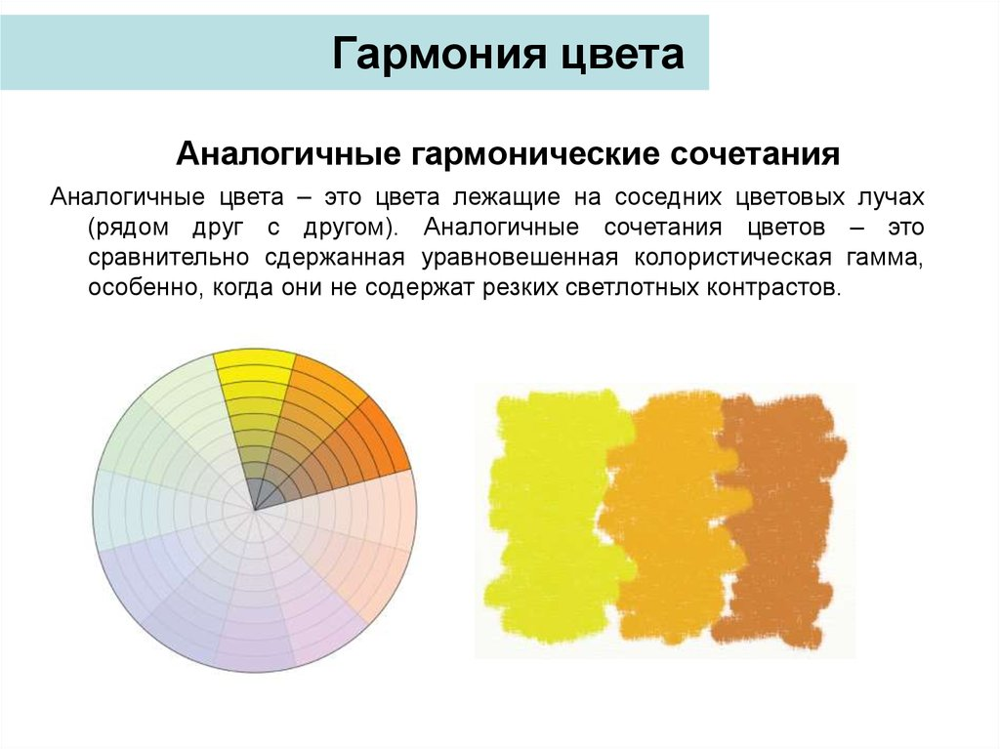 Гармония цвета
Аналогичные гармонические сочетания
Аналогичные цвета – это цвета лежащие на соседних цветовых лучах
(рядом друг с другом). Аналогичные сочетания цветов – это
сравнительно сдержанная уравновешенная колористическая гамма,
особенно, когда они не содержат резких светлотных контрастов.